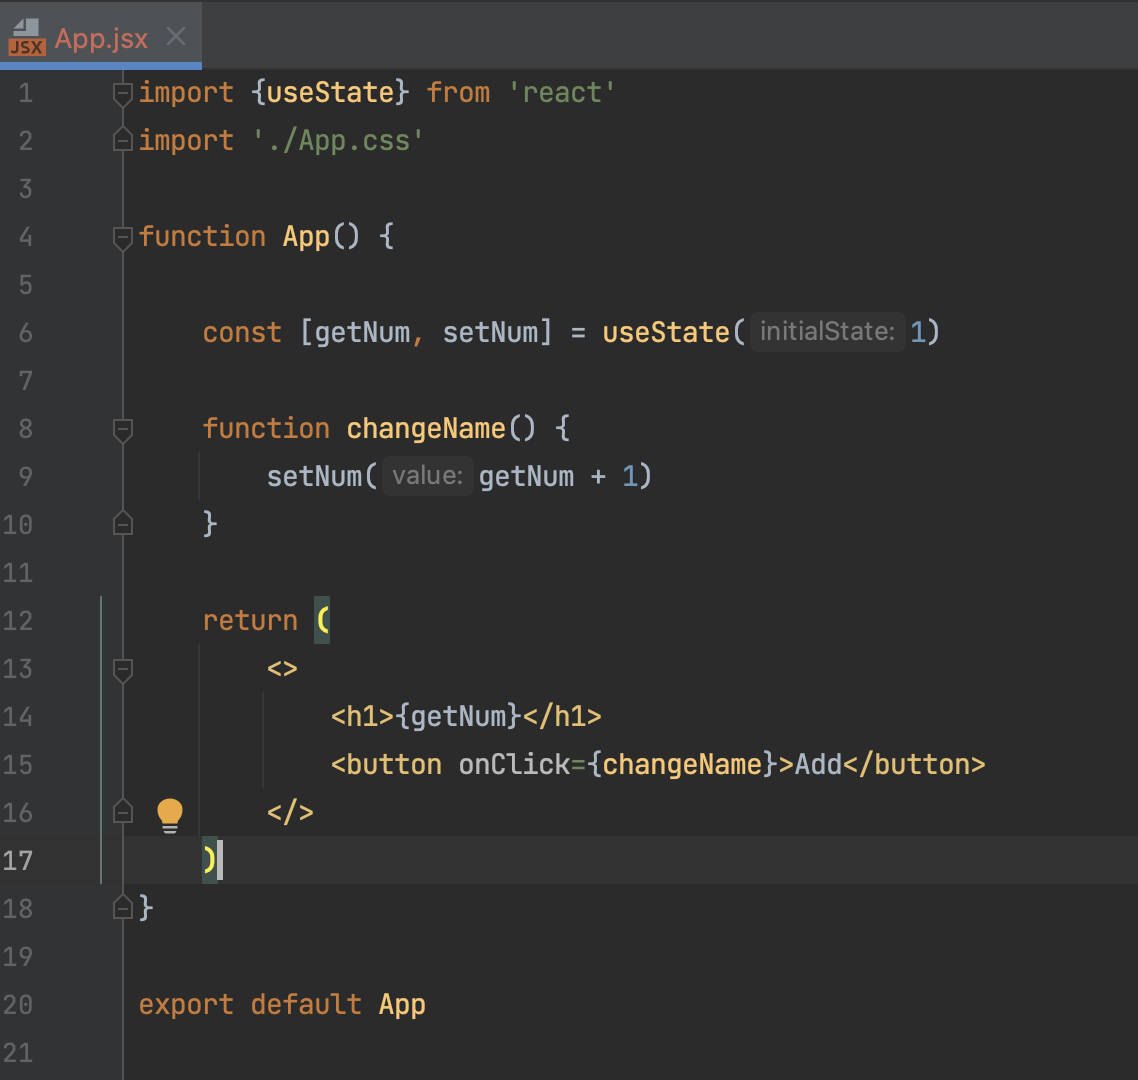 JSX App.jsx
1 import {useState} from 'react'
2 import './App.css'
3
4 function App() {
5
6 const [getNum, setNum] = useState( initialState: 1)
7
8 function changeName() {
9 setNum( value: getNum + 1)
10 }
11
12 return (
13 <>
14 <h1>{getNum}</h1>
15 <button onClick={changeName}>Add</button>
16 </>
17 )
18 }
19
20 export default App
21